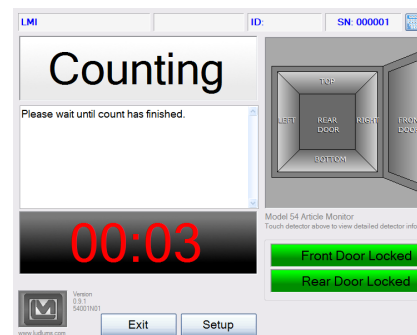 LMI ID: SN: 000001
Counting
Please wait until count has finished.
00:03
Version
0.9.1
54001N01
www.ludlums.com
Exit Setup
TOP
LEFT REAR DOOR RIGHT
BOTTOM
FRON
DOO
Model 54 Article Monitor
Touch detector above to view detailed detector info
Front Door Locked
Rear Door Locked